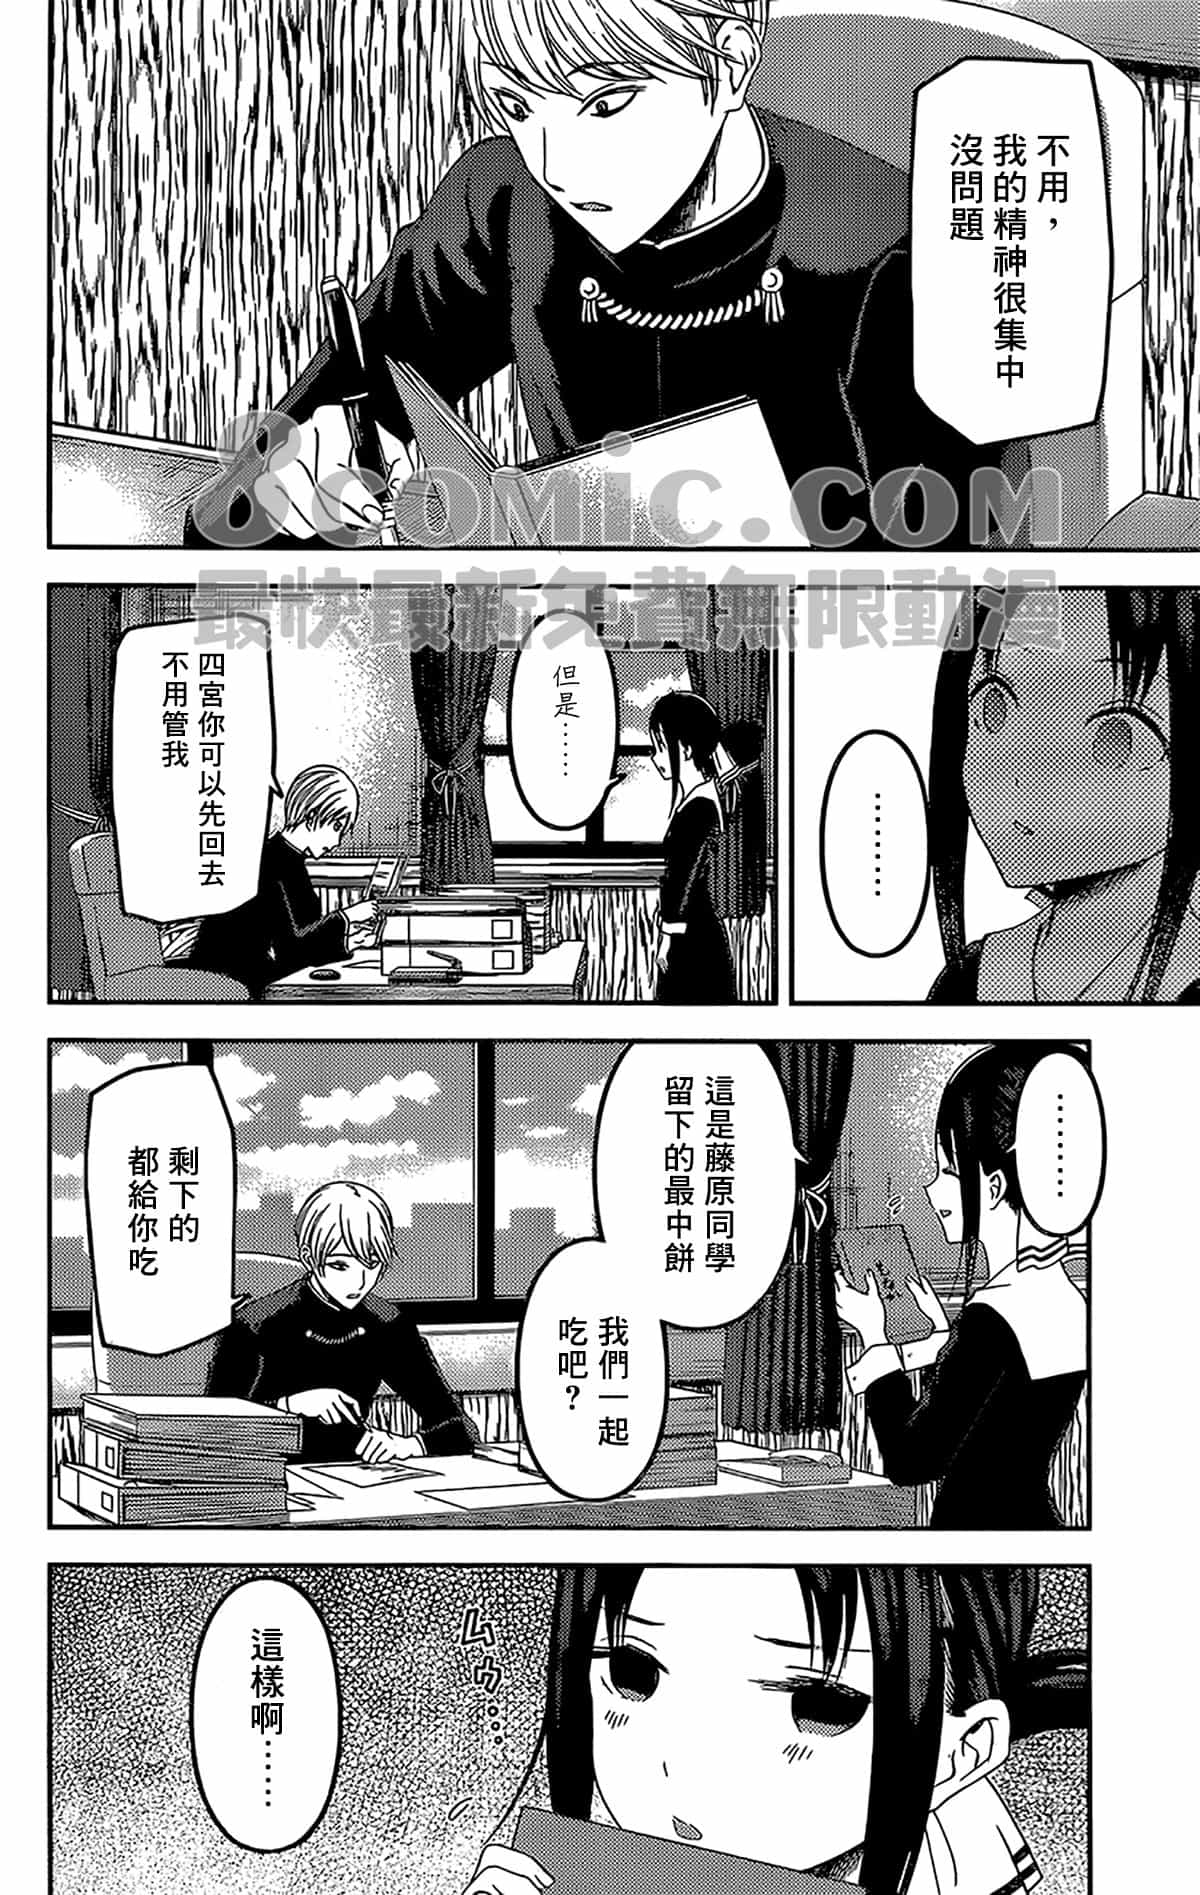 不用，
我的精神很集中
沒問題
8comic.com
最快最新免費無限動漫
………
但是……
四宮你可以先回去
不用管我
………
這是藤原同學
留下的最中餅
我們一起
吃吧？
剩下的
都給你吃
ムゥ…
這樣啊……